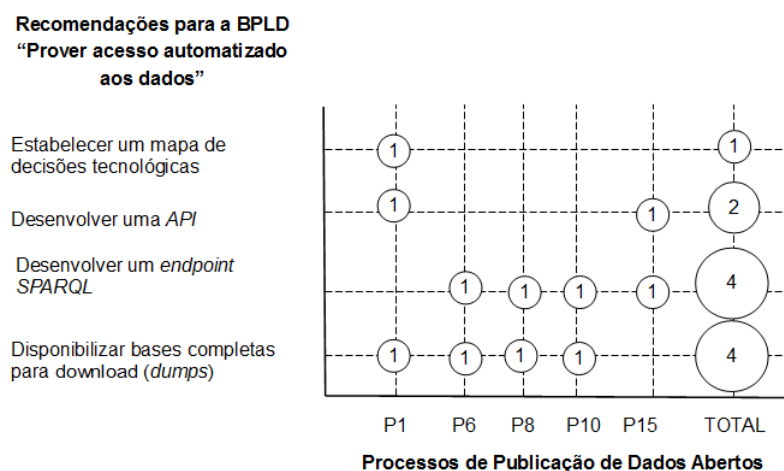 Recomendações para a BPLD
“Prover acesso automatizado
aos dados”
Estabelecer um mapa de
decisões tecnológicas
1 1
Desenvolver uma API
1 1 2
Desenvolver um endpoint
SPARQL
1 1 1 1 4
Disponibilizar bases completas
para download (dumps)
1 1 1 1 4
P1 P6 P8 P10 P15 TOTAL
Processos de Publicação de Dados Abertos